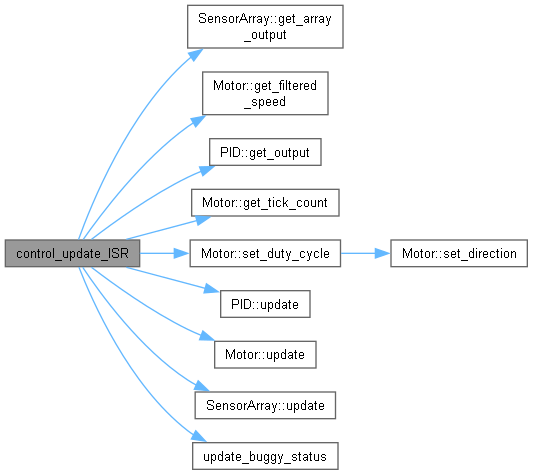 SensorArray::get_array
_output
Motor::get_filtered
_speed
PID::get_output
Motor::get_tick_count
control_update_ISR
Motor::set_duty_cycle
Motor::set_direction
PID::update
Motor::update
SensorArray::update
update_buggy_status